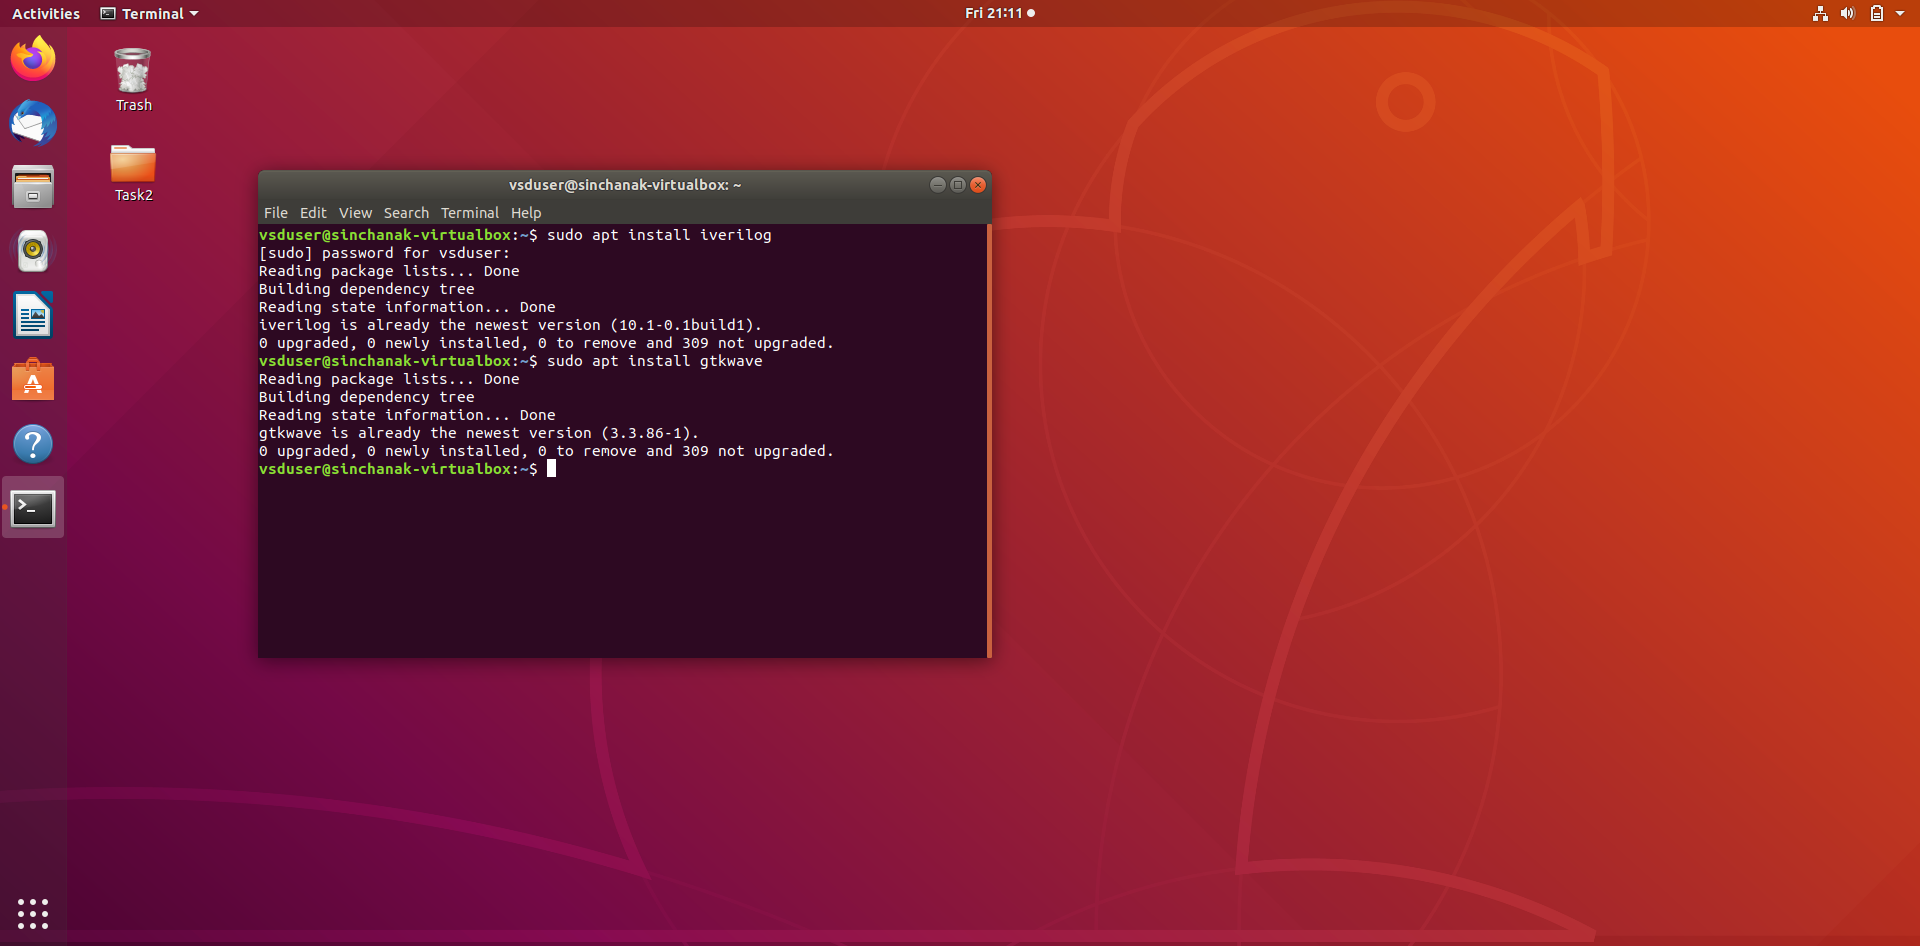 Activities Terminal Fri 21:11
Trash
Task2
vsduser@sinchanak-virtualbox: ~
File Edit View Search Terminal Help
vsduser@sinchanak-virtualbox:~$ sudo apt install iverilog
[sudo] password for vsduser:
Reading package lists... Done
Building dependency tree
Reading state information... Done
iverilog is already the newest version (10.1-0.1build1).
0 upgraded, 0 newly installed, 0 to remove and 309 not upgraded.
vsduser@sinchanak-virtualbox:~$ sudo apt install gtkwave
Reading package lists... Done
Building dependency tree
Reading state information... Done
gtkwave is already the newest version (3.3.86-1).
0 upgraded, 0 newly installed, 0 to remove and 309 not upgraded.
vsduser@sinchanak-virtualbox:~$